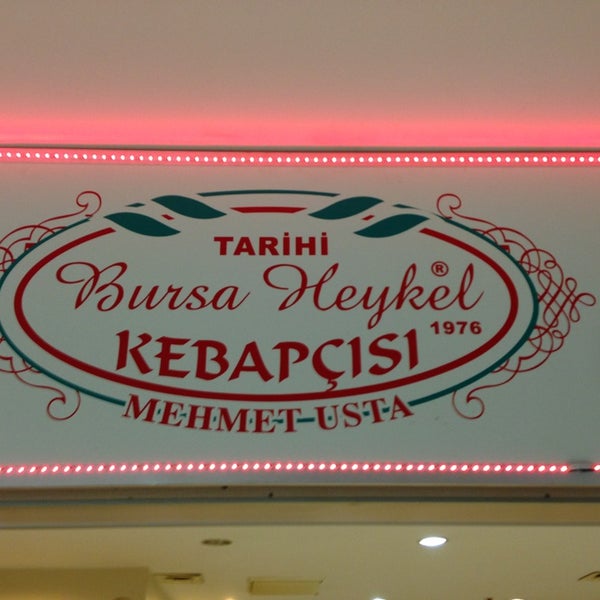 TARİHİ
Bursa Heykel ®
KEBAPÇISI 1976
MEHMET USTA